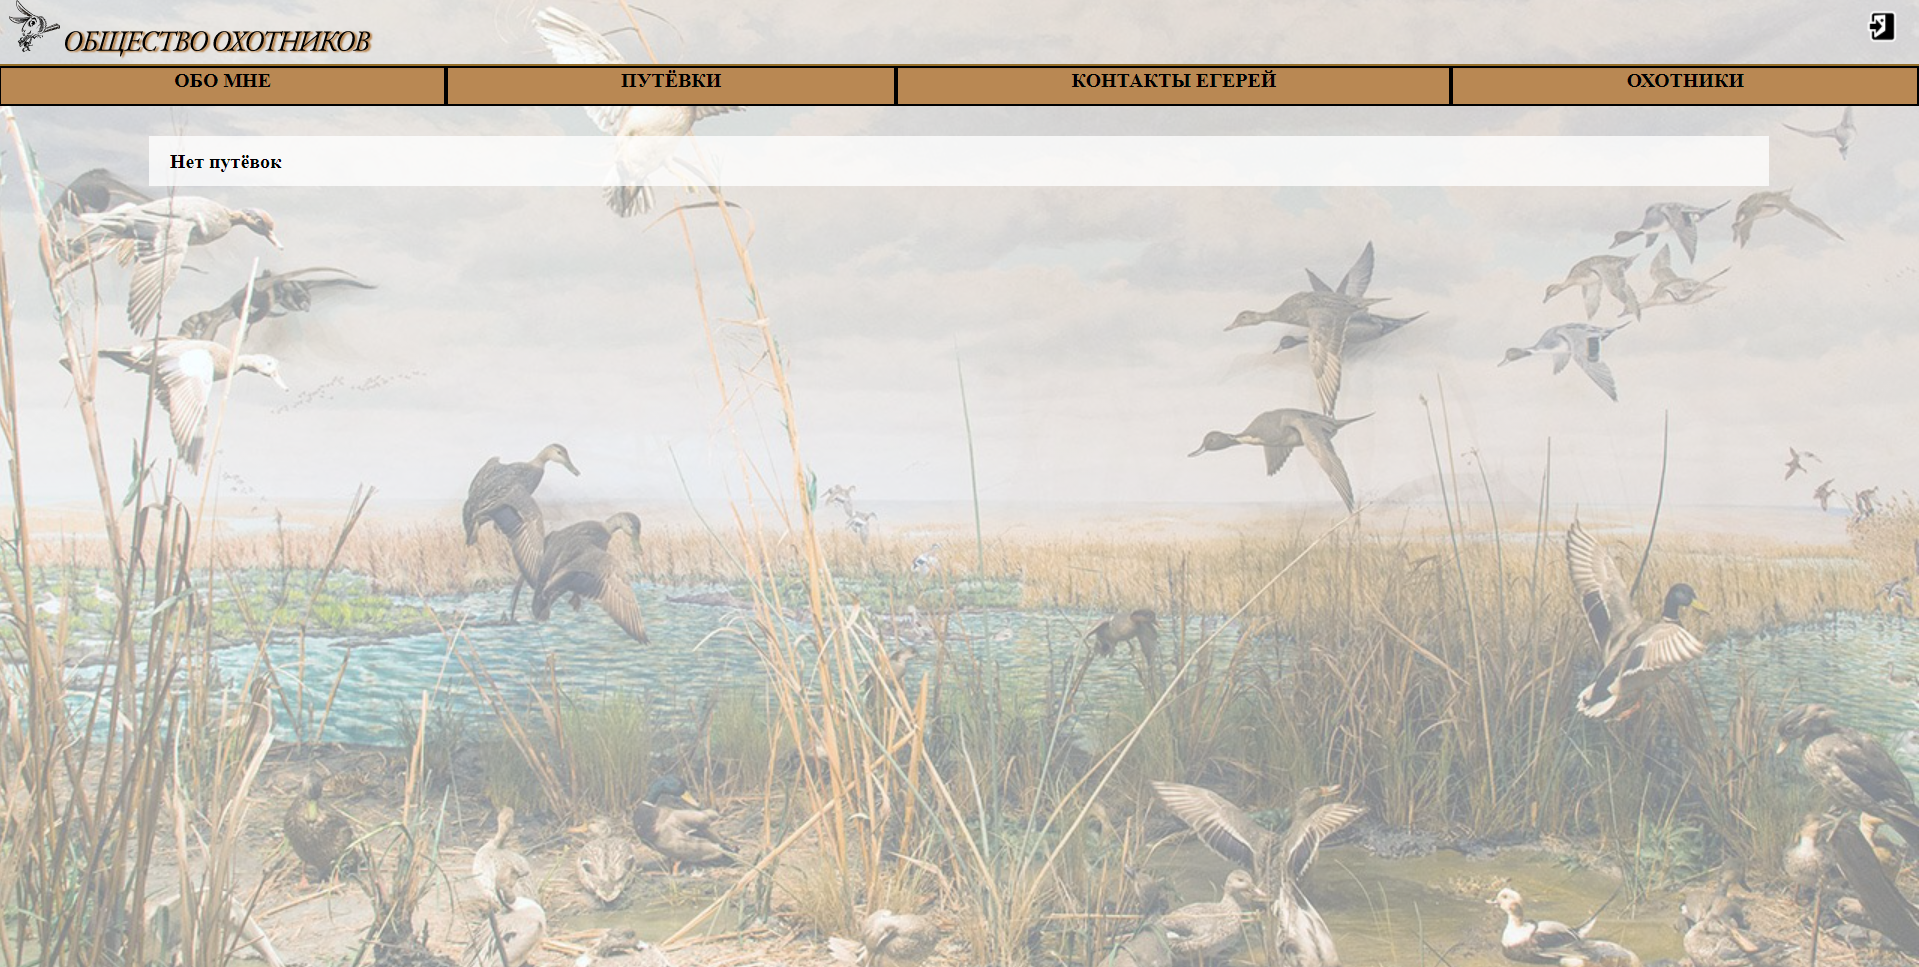 ОБЩЕСТВО ОХОТНИКОВ
ОБО МНЕ
ПУТЁВКИ
КОНТАКТЫ ЕГЕРЕЙ
ОХОТНИКИ
Нет путёвок